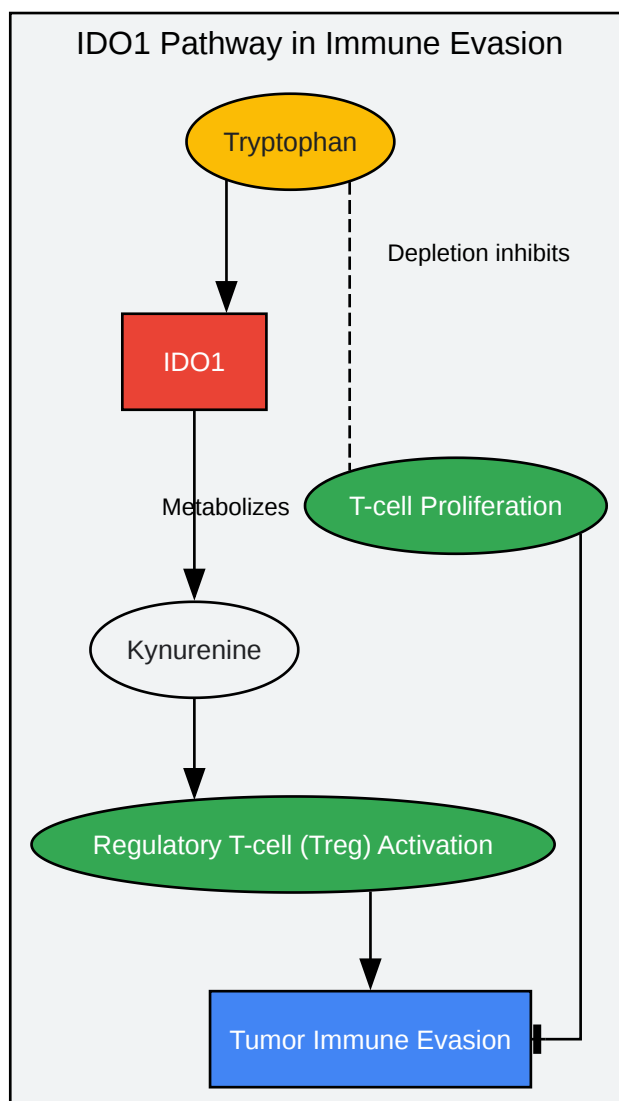 IDO1 Pathway in Immune Evasion
Tryptophan
Depletion inhibits
IDO1
T-cell Proliferation
Metabolizes
Kynurenine
Regulatory T-cell (Treg) Activation
Tumor Immune Evasion